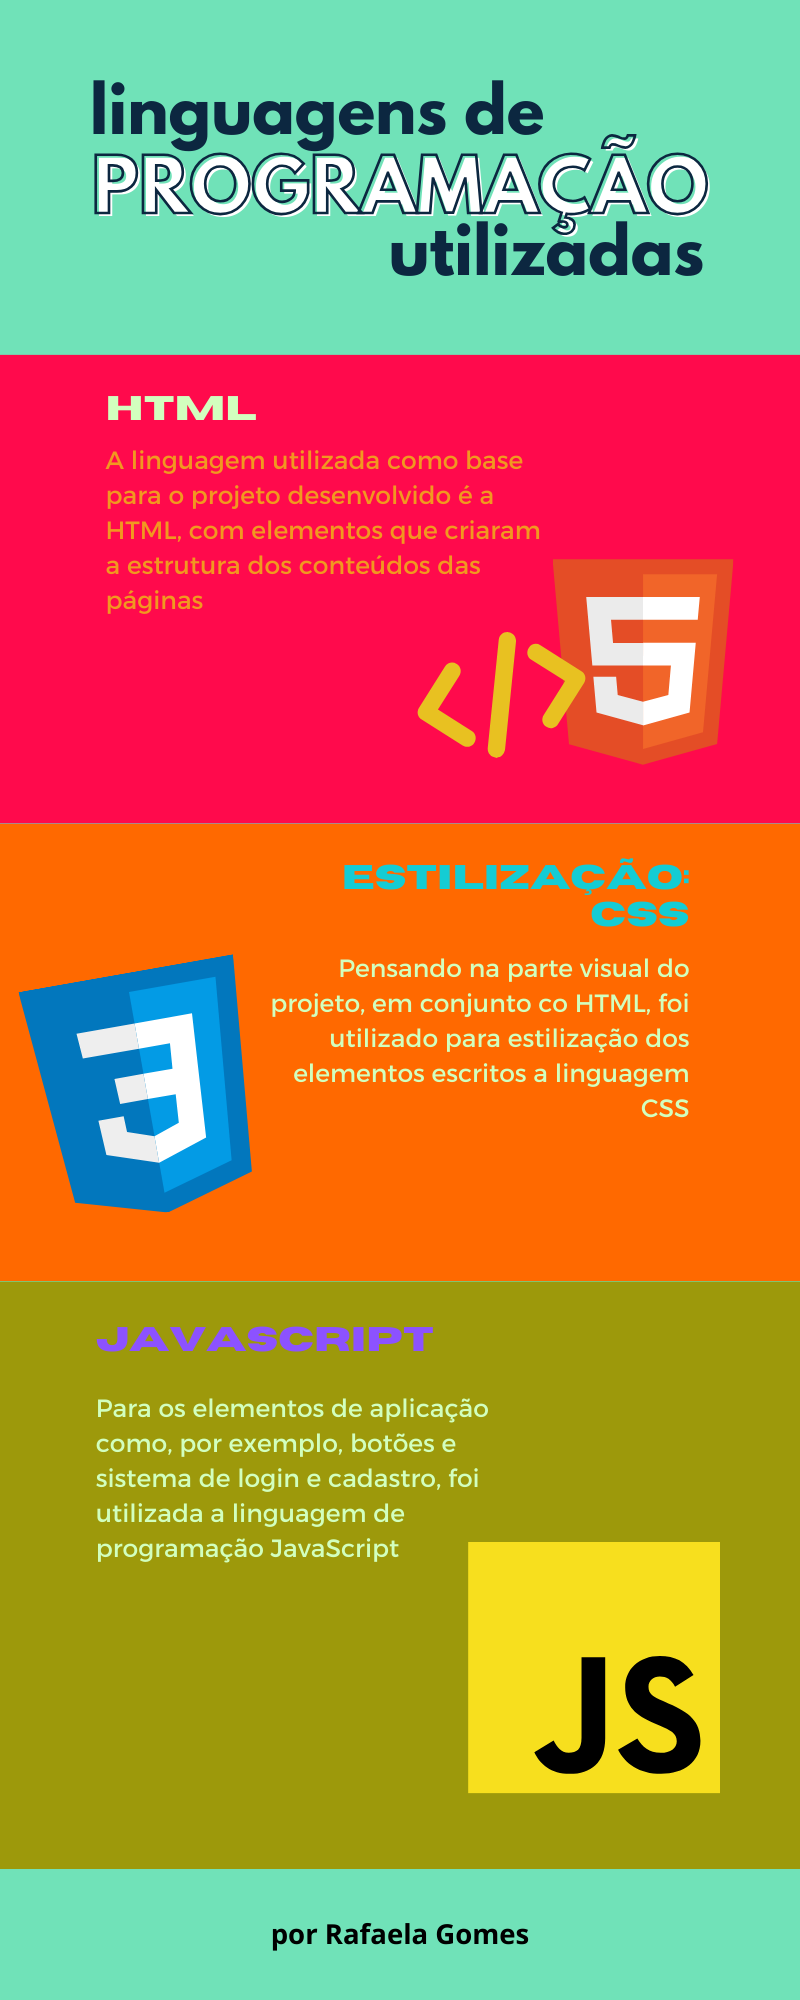 linguagens de
PROGRAMAÇÃO
utilizadas
HTML
A linguagem utilizada como base
para o projeto desenvolvido é a
HTML, com elementos que criaram
a estrutura dos conteúdos das
páginas
</>
5
ESTILIZAÇÃO:
CSS
Pensando na parte visual do
projeto, em conjunto co HTML, foi
utilizado para estilização dos
elementos escritos a linguagem
CSS
3
JAVASCRIPT
Para os elementos de aplicação
como, por exemplo, botões e
sistema de login e cadastro, foi
utilizada a linguagem de
programação JavaScript
JS
por Rafaela Gomes